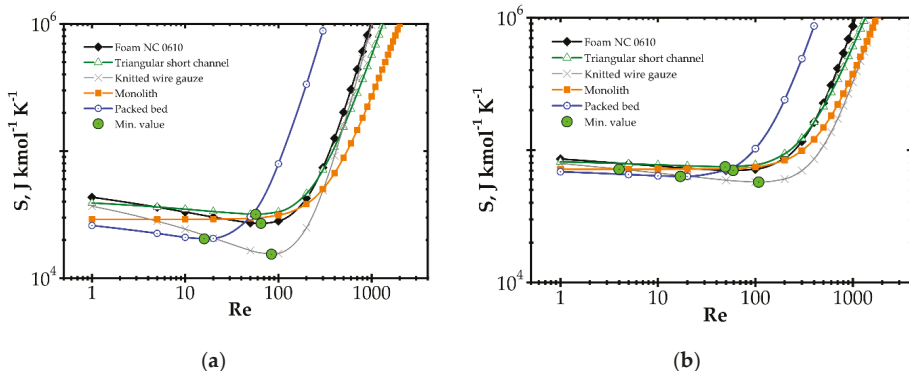 10^6
S, J kmol^-1 K^-1
10^4
Foam NC 0610
Triangular short channel
Knitted wire gauze
Monolith
Packed bed
Min. value
1 10 100 1000
Re
(a)
10^6
S, J kmol^-1 K^-1
10^4
Foam NC 0610
Triangular short channel
Knitted wire gauze
Monolith
Packed bed
Min. value
1 10 100 1000
Re
(b)